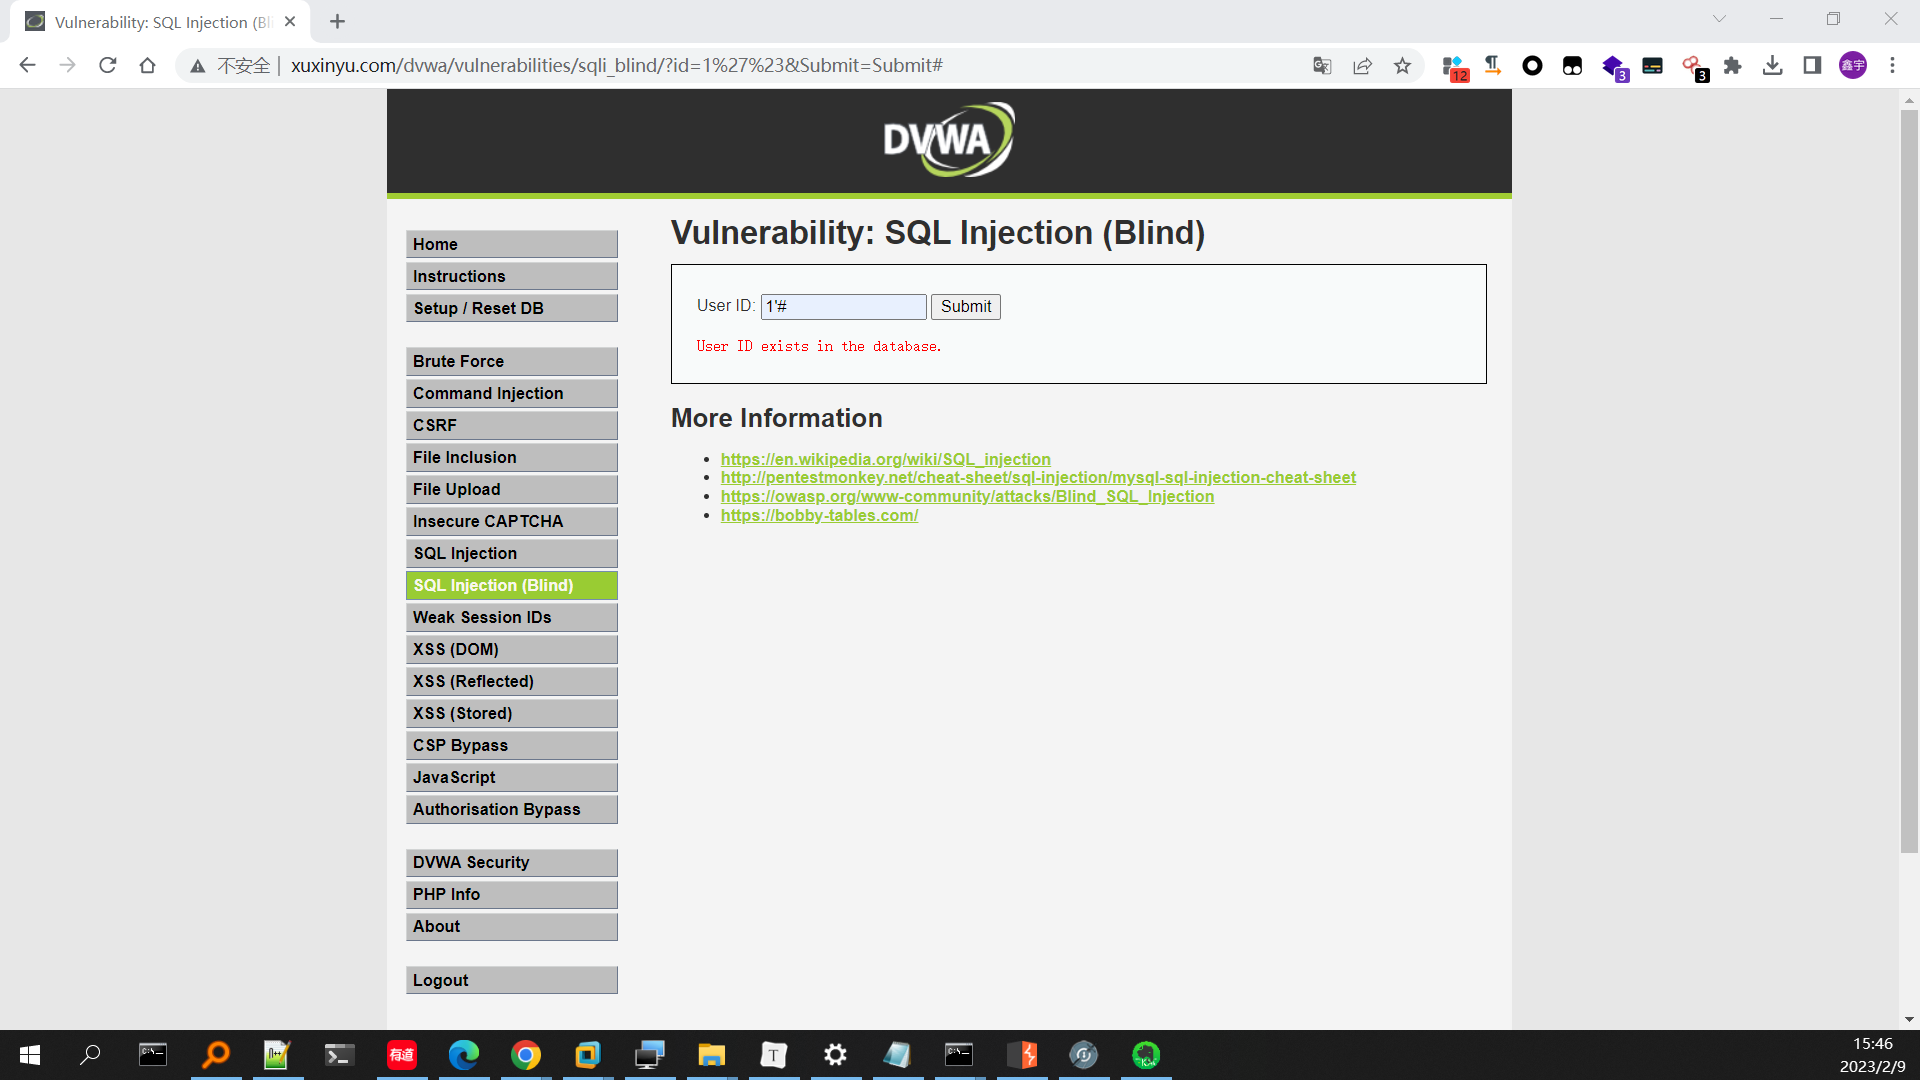 Vulnerability: SQL Injection (Bli
不安全 | xuxinyu.com/dvwa/vulnerabilities/sqli_blind/?id=1%27%23&Submit=Submit#
12
3
3
鑫宇
DVWA
Home
Instructions
Setup / Reset DB
Brute Force
Command Injection
CSRF
File Inclusion
File Upload
Insecure CAPTCHA
SQL Injection
SQL Injection (Blind)
Weak Session IDs
XSS (DOM)
XSS (Reflected)
XSS (Stored)
CSP Bypass
JavaScript
Authorisation Bypass
DVWA Security
PHP Info
About
Logout
Vulnerability: SQL Injection (Blind)
User ID: 1'# Submit
User ID exists in the database.
More Information
https://en.wikipedia.org/wiki/SQL_injection
http://pentestmonkey.net/cheat-sheet/sql-injection/mysql-sql-injection-cheat-sheet
https://owasp.org/www-community/attacks/Blind_SQL_Injection
https://bobby-tables.com/
有道
T
15:46
2023/2/9